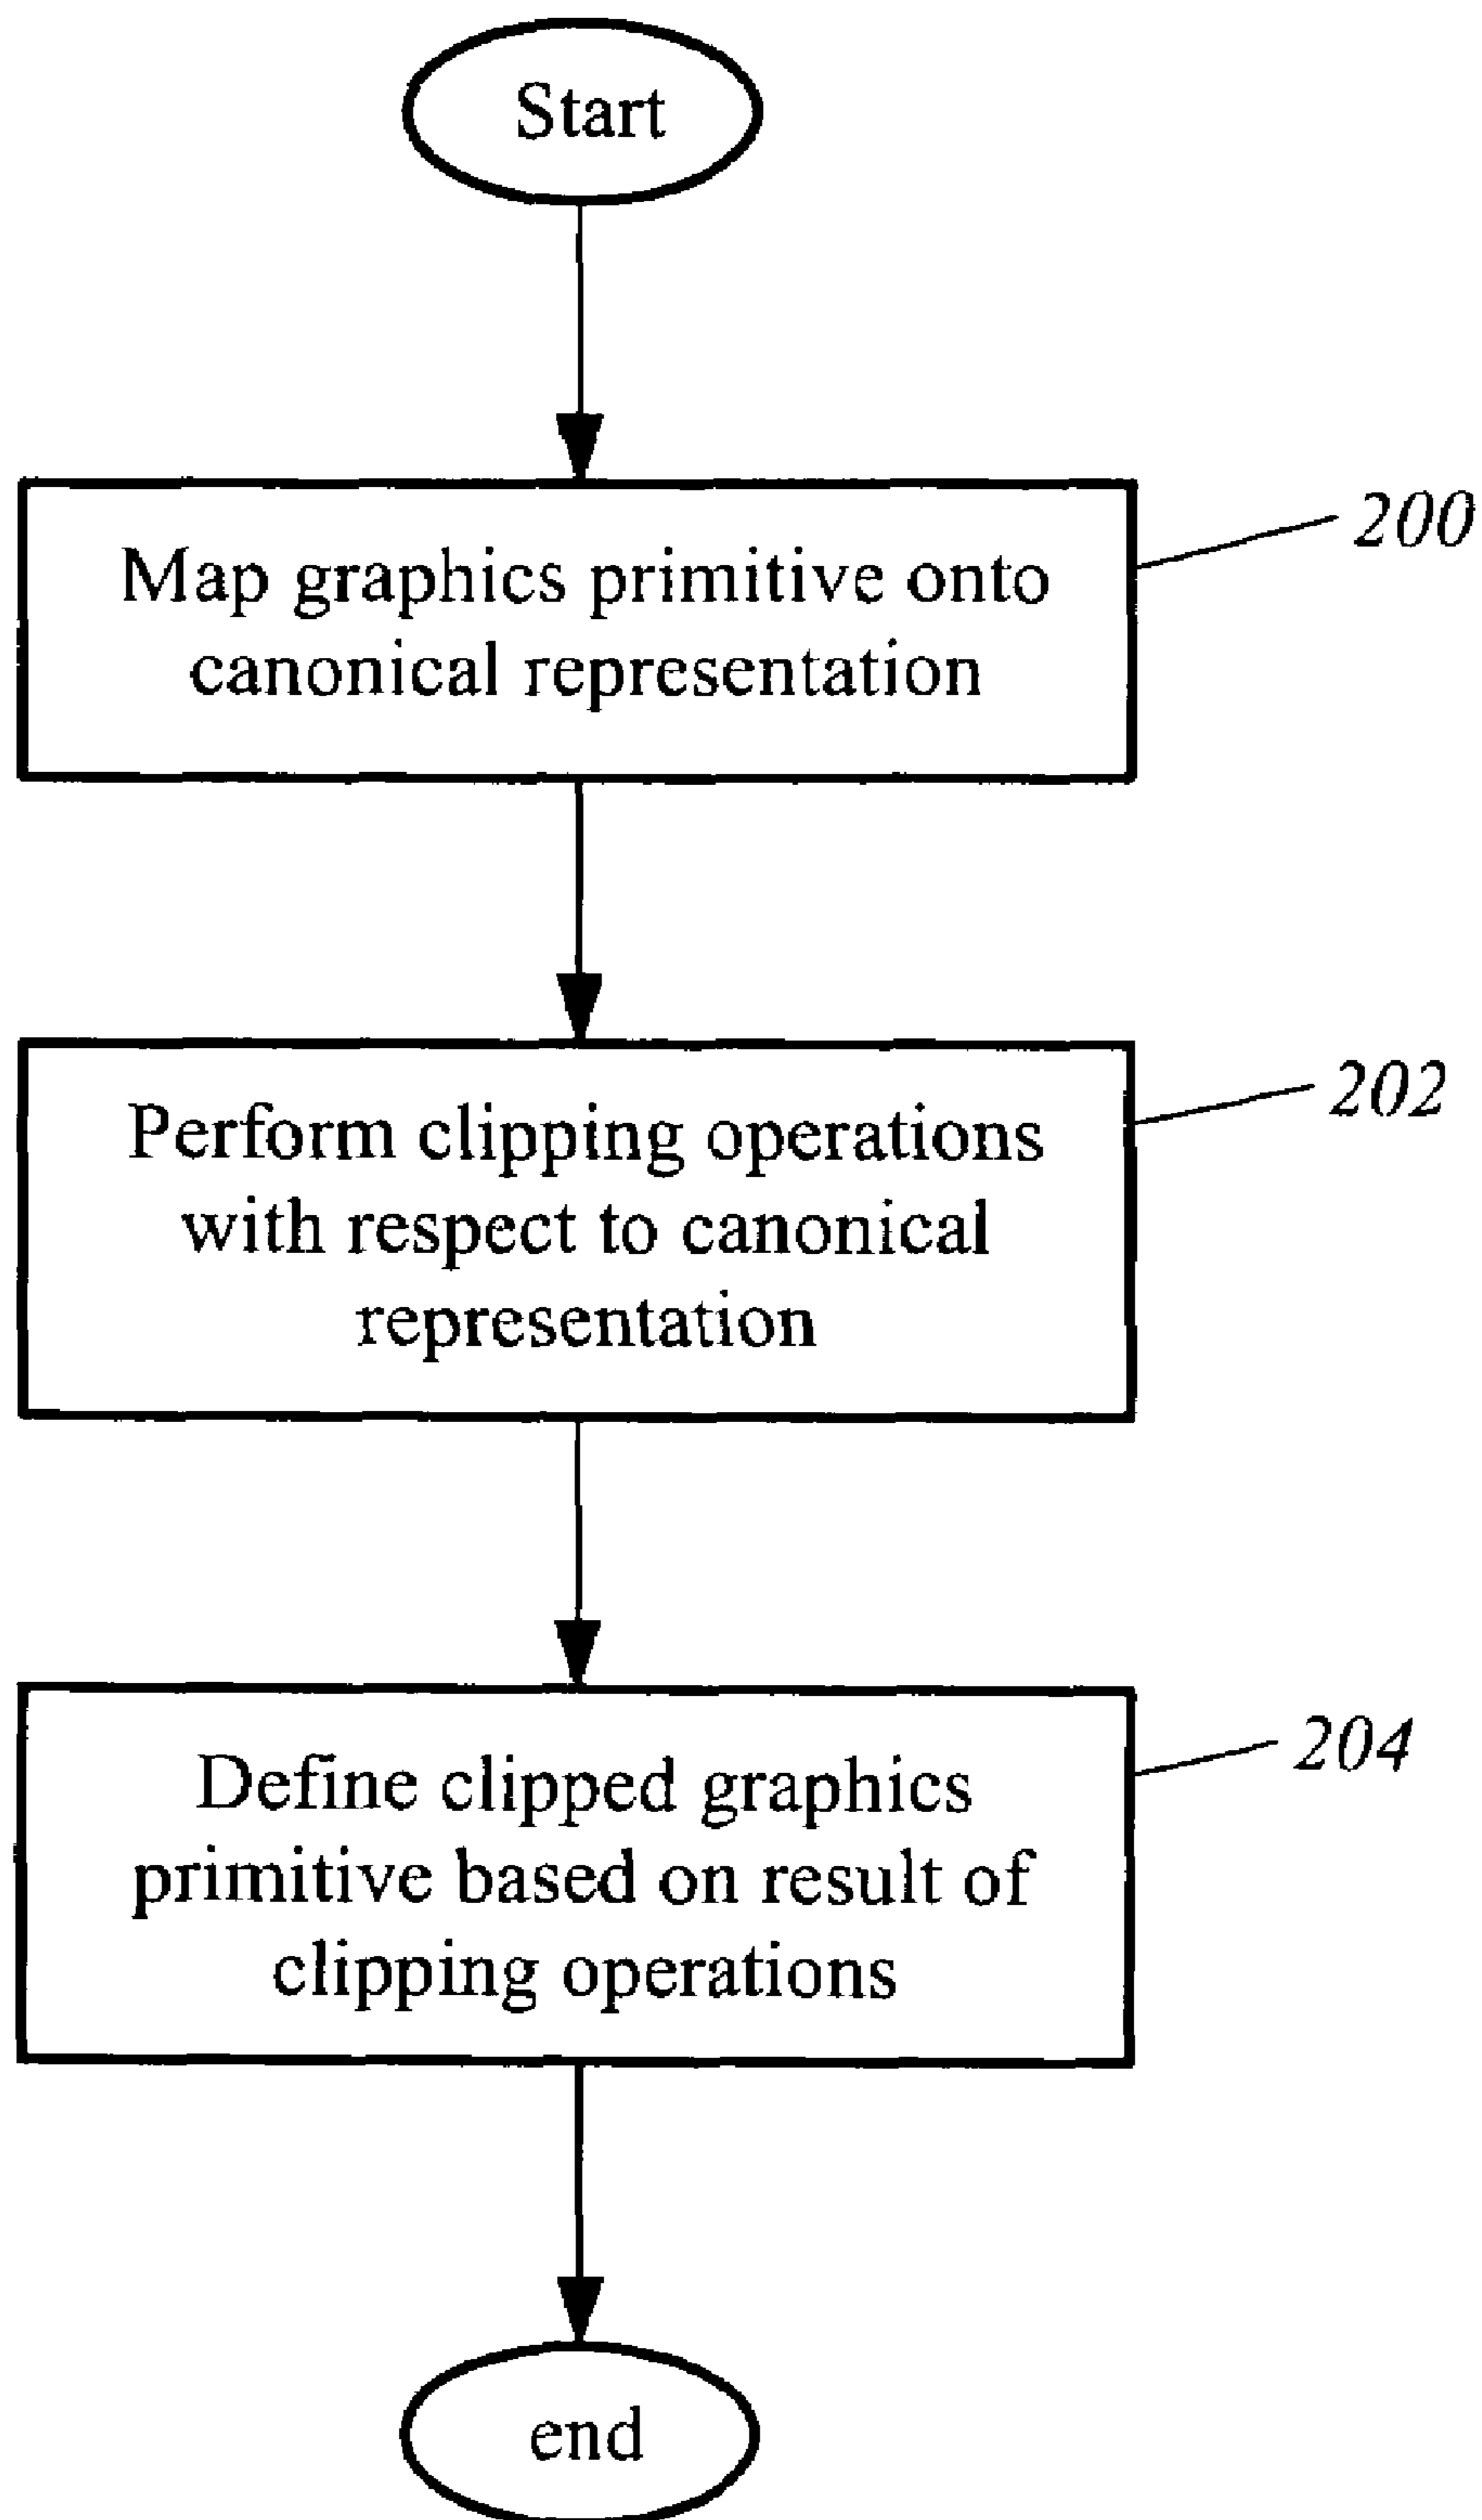 Start
Map graphics primitive onto
canonical representation
200
Perform clipping operations
with respect to canonical
representation
202
Define clipped graphics
primitive based on result of
clipping operations
204
end